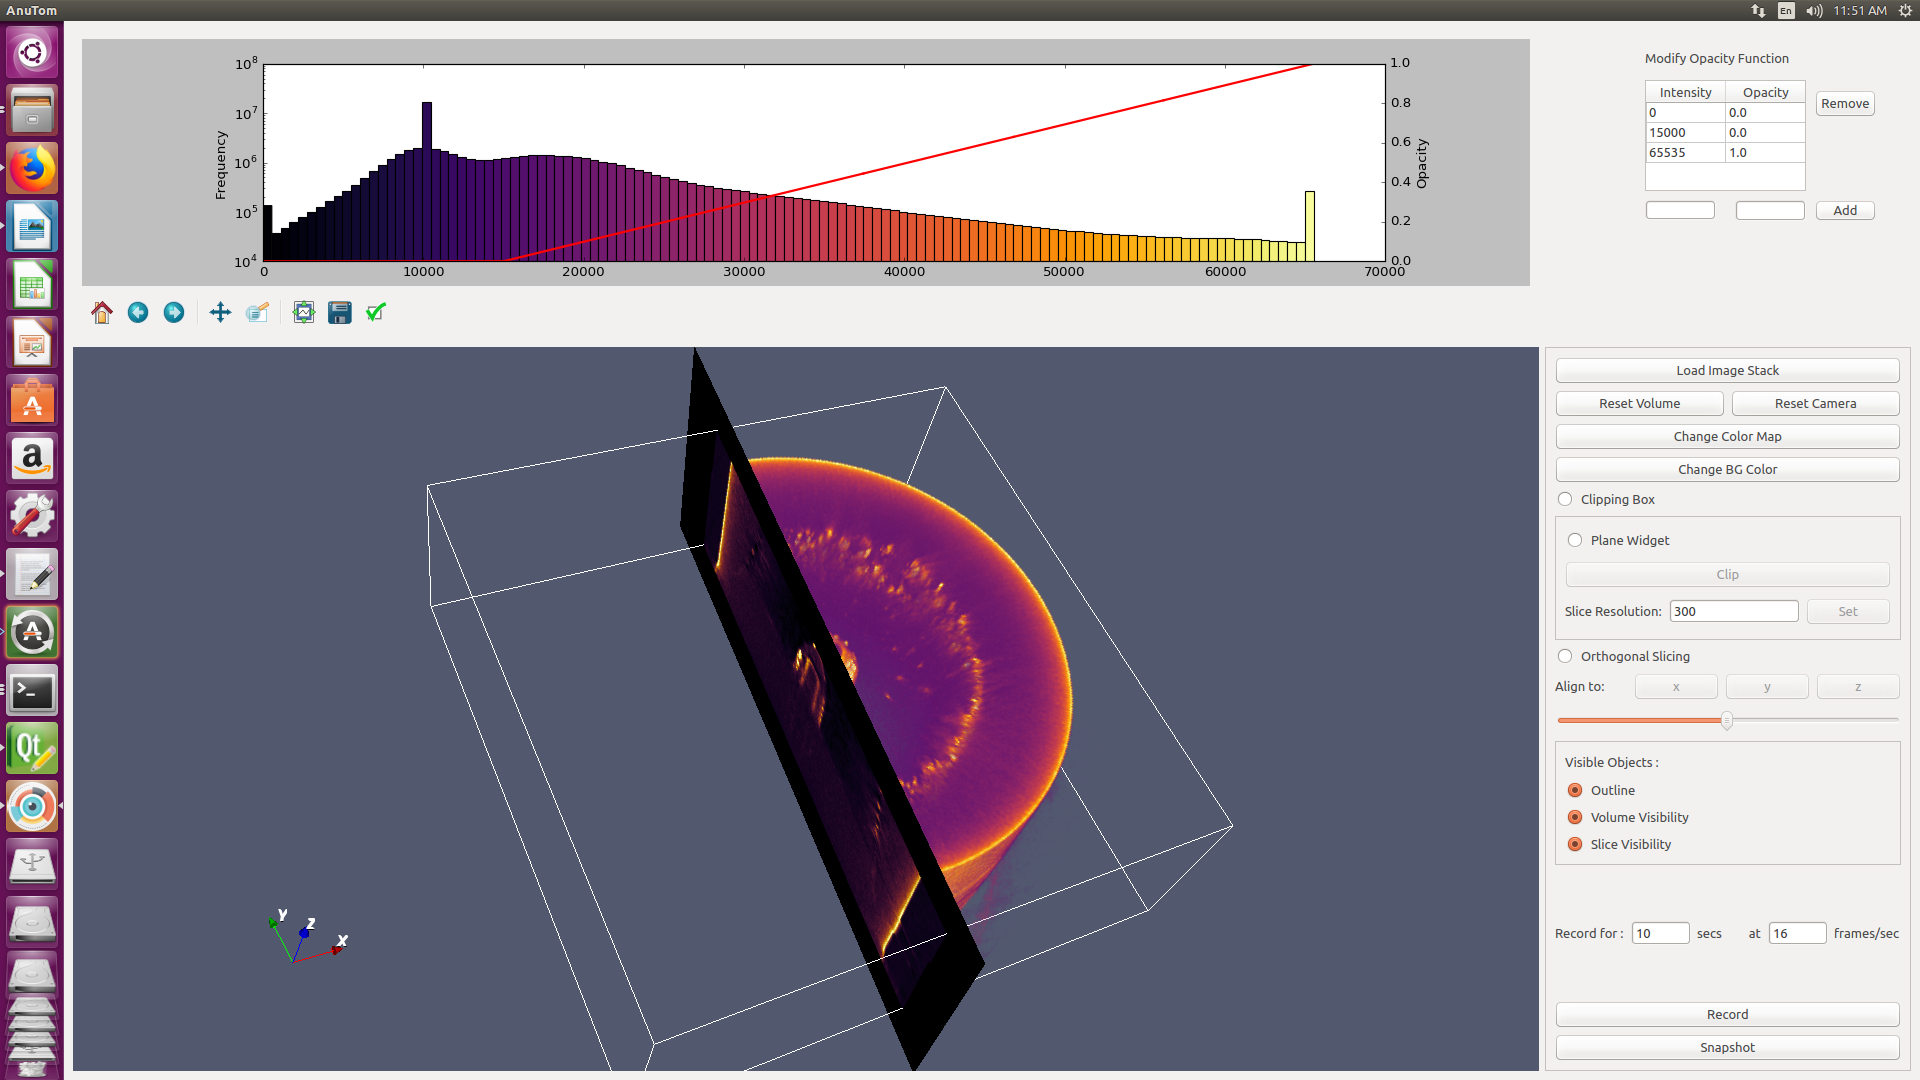 AnuTom
En
11:51 AM
10^8
10^7
10^6
10^5
10^4
Frequency
0
10000
20000
30000
40000
50000
60000
70000
1.0
0.8
0.6
0.4
0.2
0.0
Opacity
Modify Opacity Function
Intensity Opacity
0 0.0
15000 0.0
65535 1.0
Remove
Add
Load Image Stack
Reset Volume Reset Camera
Change Color Map
Change BG Color
Clipping Box
Plane Widget
Clip
Slice Resolution: 300 Set
Orthogonal Slicing
Align to: x y z
Visible Objects :
Outline
Volume Visibility
Slice Visibility
Record for : 10 secs at 16 frames/sec
Record
Snapshot
Y
Z
X
a
Qt
>_